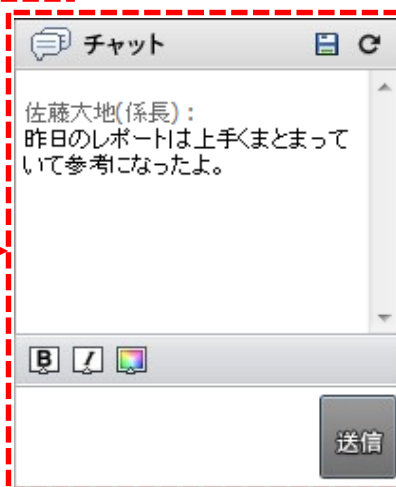 チャット
佐藤大地(係長)：
昨日のレポートは上手くまとまって
いて参考になったよ。
B I
送信